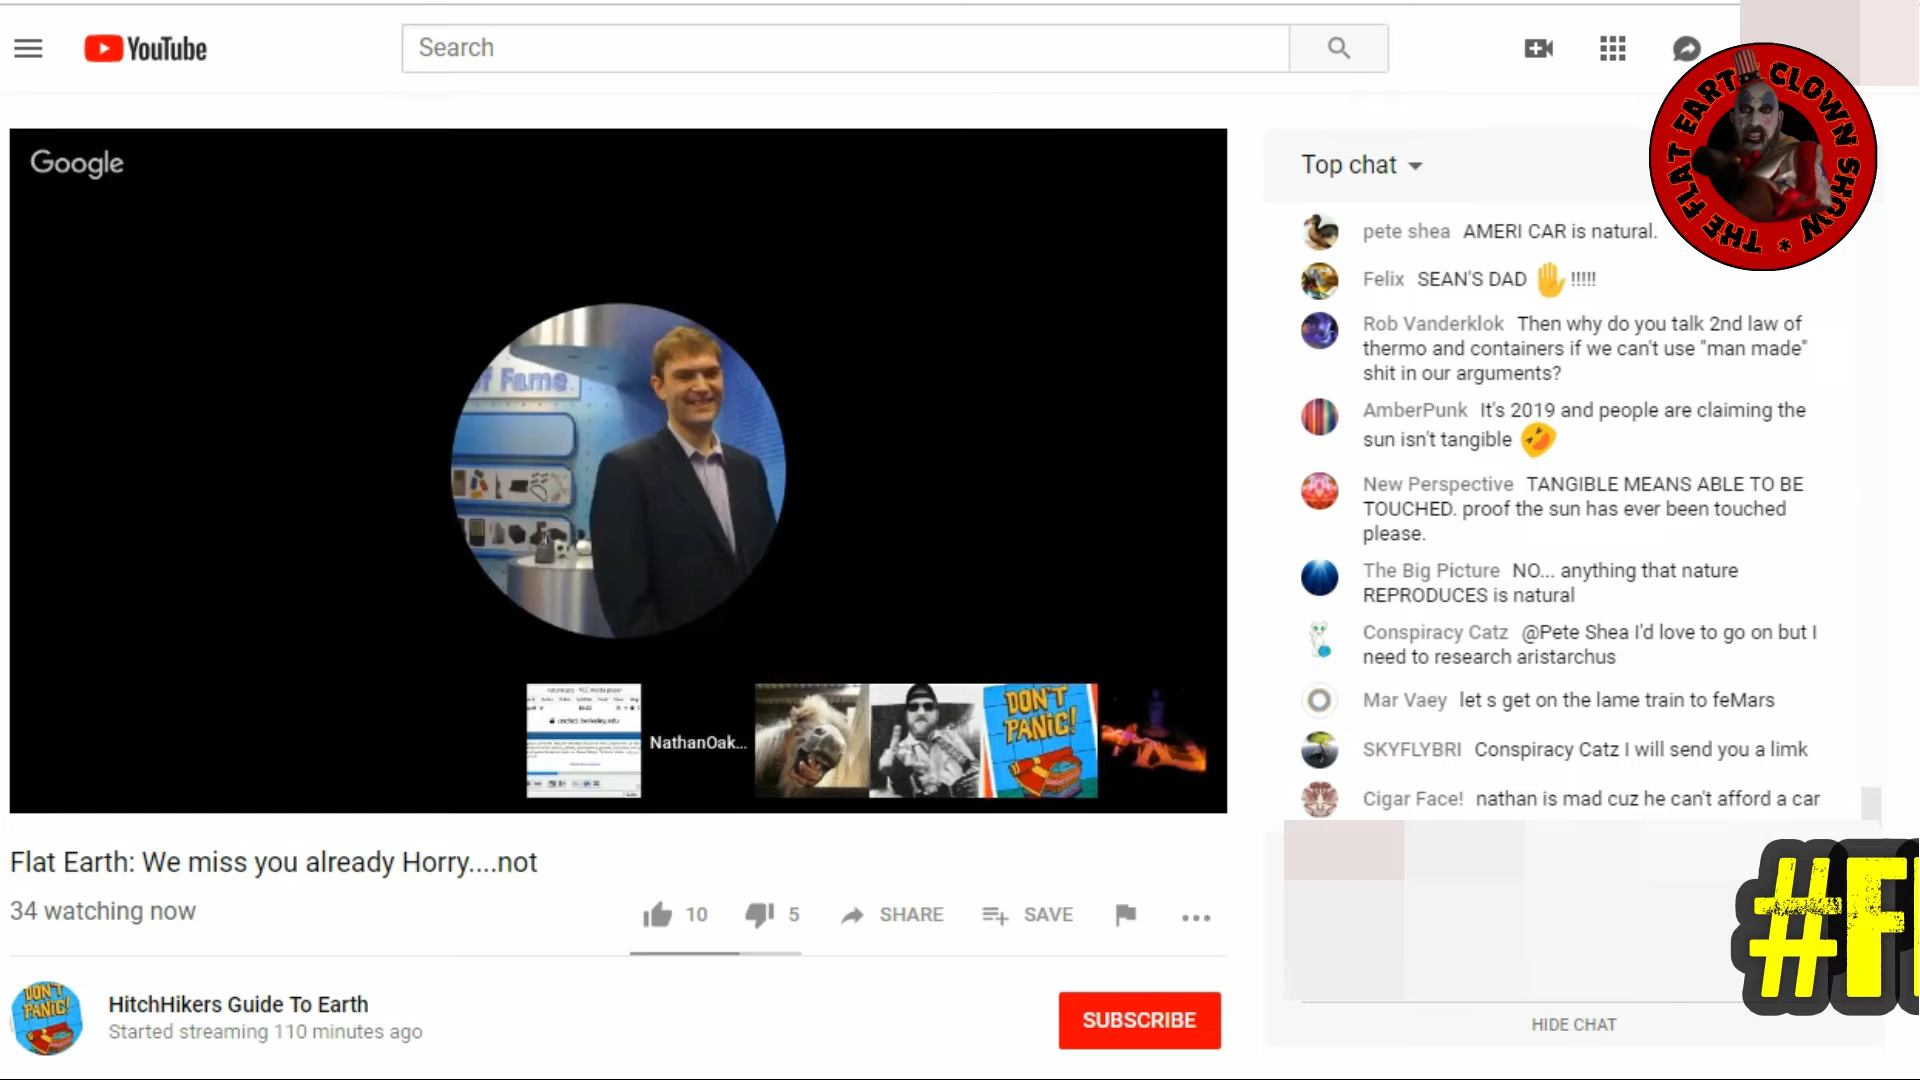 YouTube
Search
THE FLAT EARTH CLOWN SHOW *
Google
of Fame.
NathanOak...
DON'T
PANIC!
Top chat
pete shea AMERI CAR is natural.
Felix SEAN'S DAD ✋ !!!!!
Rob Vanderklok Then why do you talk 2nd law of
thermo and containers if we can't use "man made"
shit in our arguments?
AmberPunk It's 2019 and people are claiming the
sun isn't tangible 🤣
New Perspective TANGIBLE MEANS ABLE TO BE
TOUCHED. proof the sun has ever been touched
please.
The Big Picture NO... anything that nature
REPRODUCES is natural
Conspiracy Catz @Pete Shea I'd love to go on but I
need to research aristarchus
Mar Vaey let s get on the lame train to feMars
SKYFLYBRI Conspiracy Catz I will send you a limk
Cigar Face! nathan is mad cuz he can't afford a car
HIDE CHAT
#F
Flat Earth: We miss you already Horry....not
34 watching now
10
5
SHARE
SAVE
DON'T
PANIC!
HitchHikers Guide To Earth
Started streaming 110 minutes ago
SUBSCRIBE